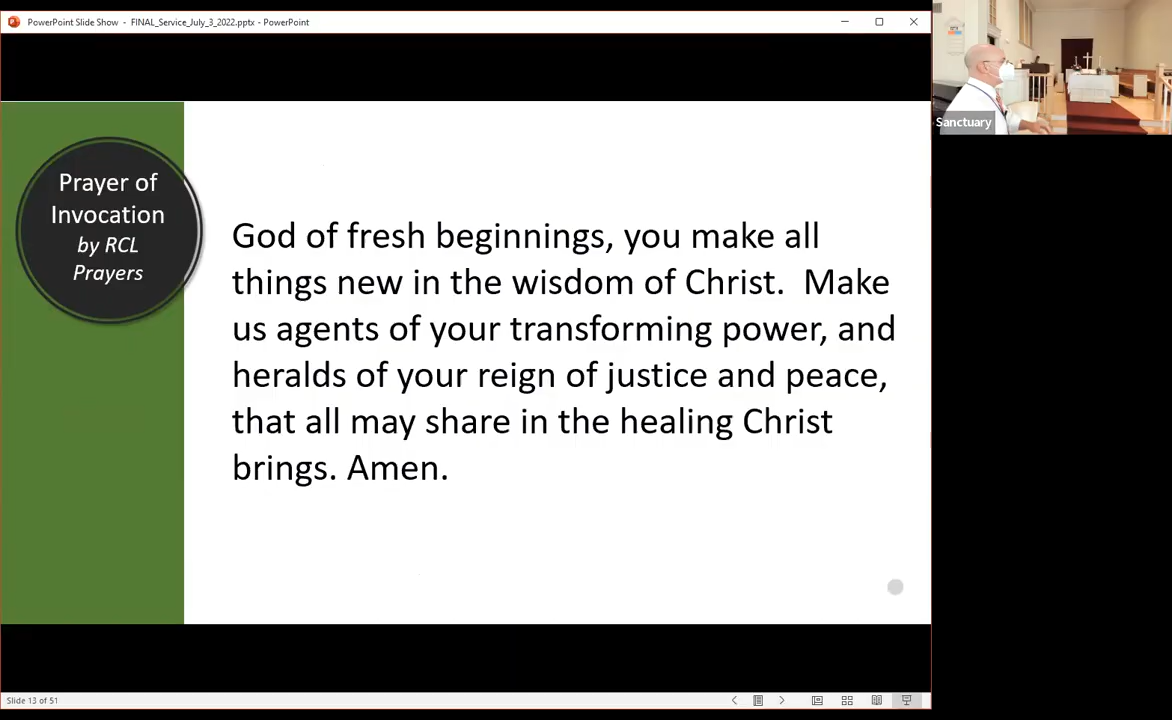 PowerPoint Slide Show - FINAL_Service_July_3_2022.pptx - PowerPoint
Sanctuary
Prayer of
Invocation
by RCL
Prayers
God of fresh beginnings, you make all
things new in the wisdom of Christ.  Make
us agents of your transforming power, and
heralds of your reign of justice and peace,
that all may share in the healing Christ
brings. Amen.
Slide 13 of 51